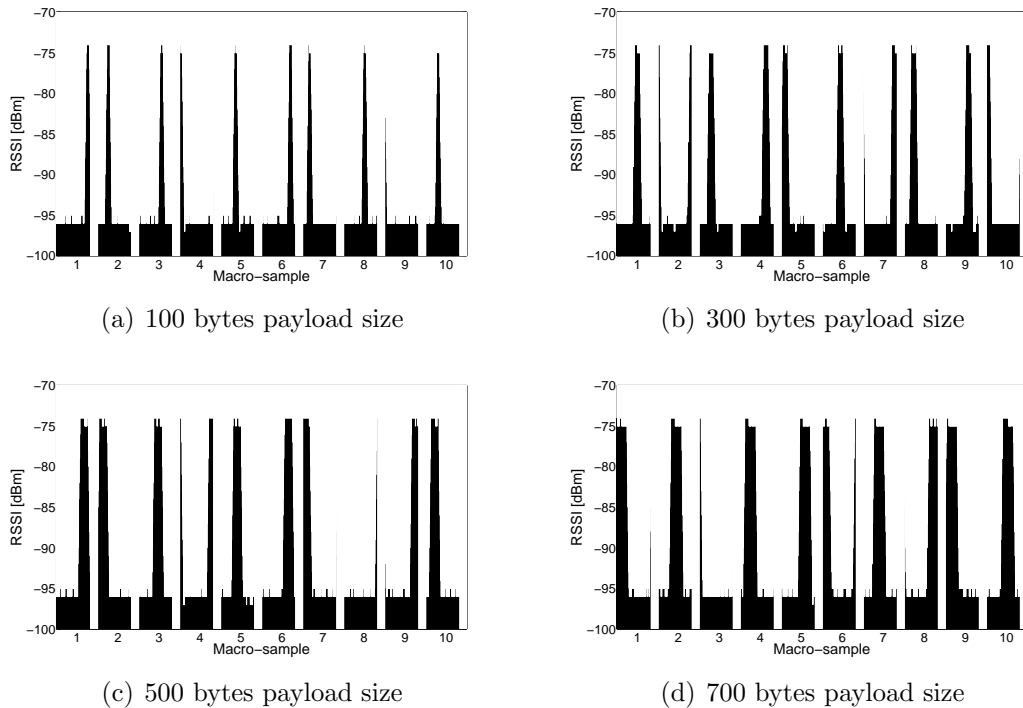 −70
−75
−80
−85
−90
−95
−100
RSSI [dBm]
1 2 3 4 5 6 7 8 9 10
Macro−sample
(a) 100 bytes payload size
−70
−75
−80
−85
−90
−95
−100
RSSI [dBm]
1 2 3 4 5 6 7 8 9 10
Macro−sample
(b) 300 bytes payload size
−70
−75
−80
−85
−90
−95
−100
RSSI [dBm]
1 2 3 4 5 6 7 8 9 10
Macro−sample
(c) 500 bytes payload size
−70
−75
−80
−85
−90
−95
−100
RSSI [dBm]
1 2 3 4 5 6 7 8 9 10
Macro−sample
(d) 700 bytes payload size